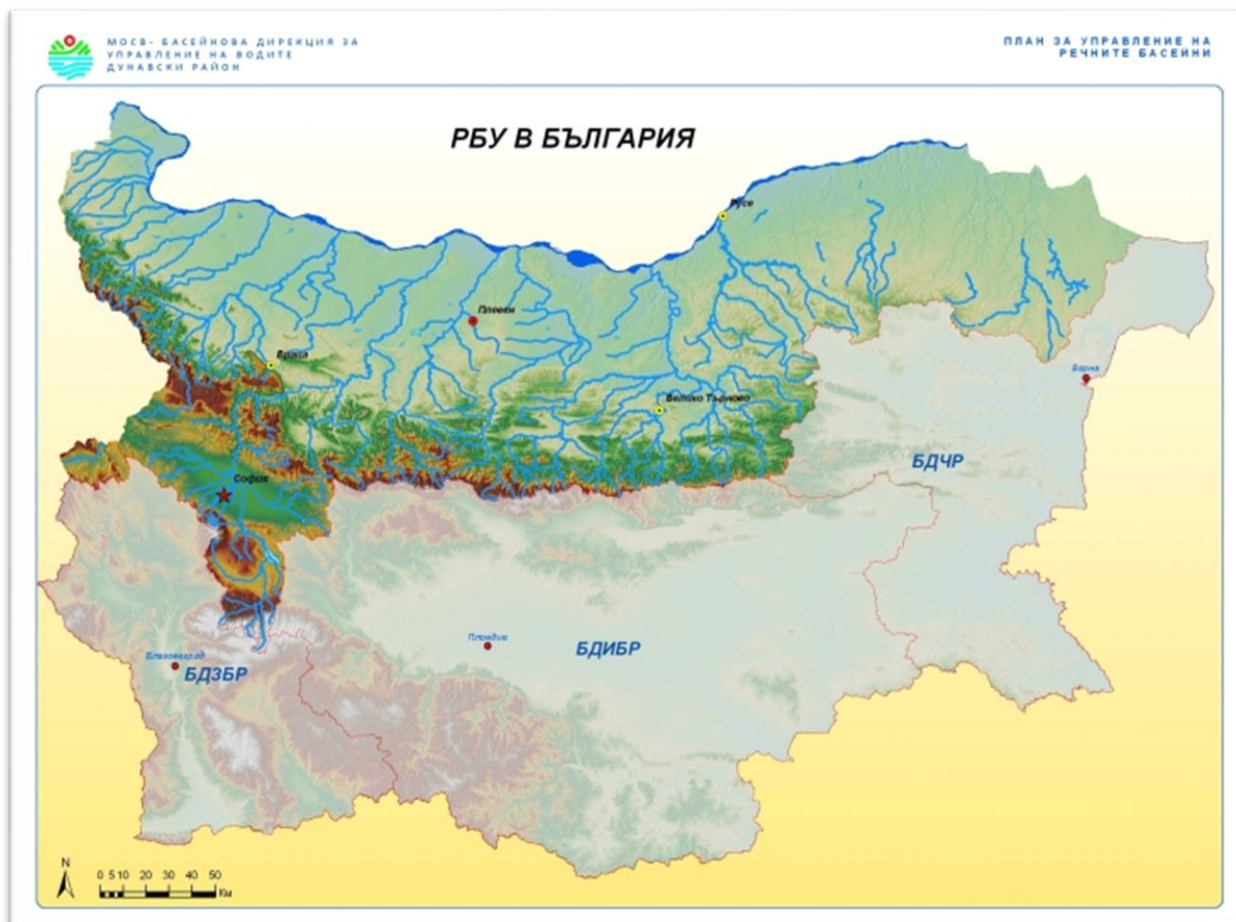 МОСВ- БАСЕЙНОВА ДИРЕКЦИЯ ЗА
УПРАВЛЕНИЕ НА ВОДИТЕ
ДУНАВСКИ РАЙОН
ПЛАН ЗА УПРАВЛЕНИЕ НА
РЕЧНИТЕ БАСЕЙНИ
РБУ В БЪЛГАРИЯ
Русе
Плевен
Враца
Варна
Велико Търново
БДЧР
София
Пловдив
БДИБР
Благоевград
БДЗБР
N
0 5 10 20 30 40 50
Км